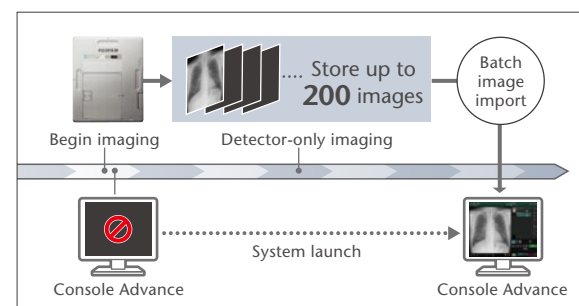 FUJIFILM
.... Store up to
200 images
Batch
image
import
Begin imaging
Detector-only imaging
System launch
Console Advance
Console Advance